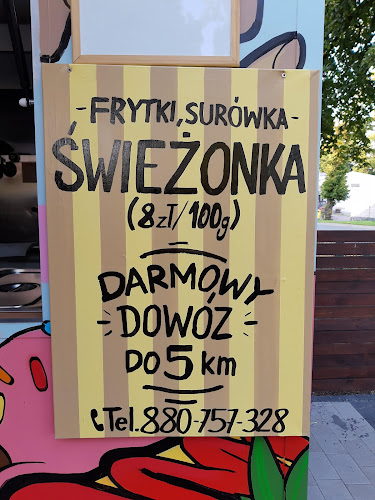 - FRYTKI, SURÓWKA -
ŚWIEŻONKA
(8zł/100g)
DARMOWY
- DOWÓZ -
DO 5 km
Tel. 880-757-328